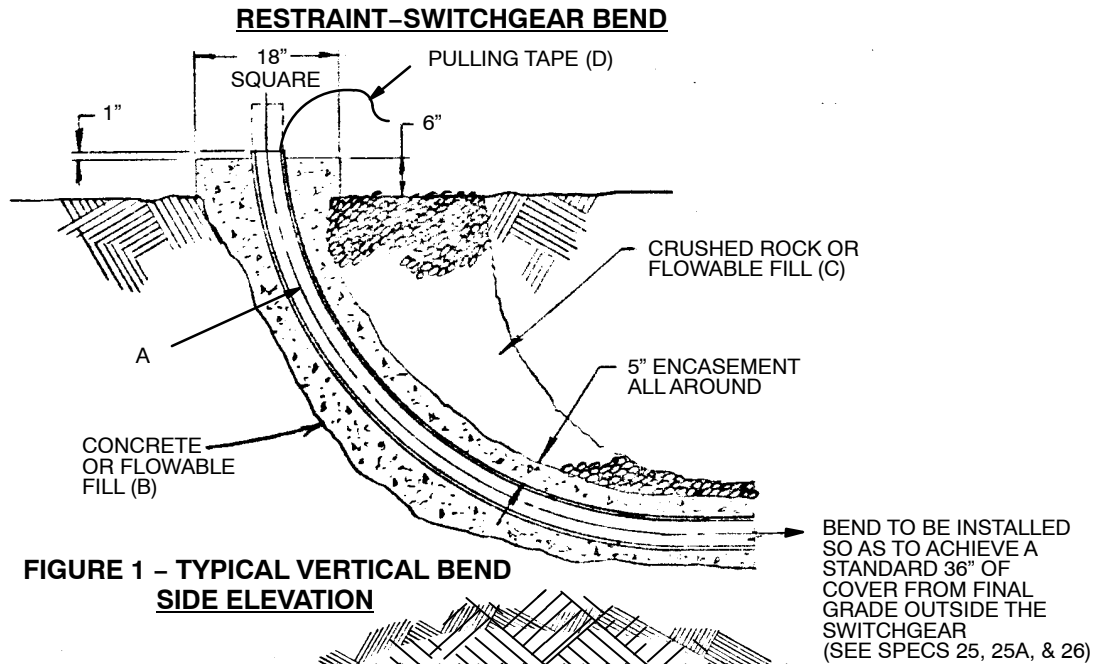 RESTRAINT–SWITCHGEAR BEND
18”
SQUARE
PULLING TAPE (D)
1”
6”
CRUSHED ROCK OR
FLOWABLE FILL (C)
A
5” ENCASEMENT
ALL AROUND
CONCRETE
OR FLOWABLE
FILL (B)
BEND TO BE INSTALLED
SO AS TO ACHIEVE A
STANDARD 36” OF
COVER FROM FINAL
GRADE OUTSIDE THE
SWITCHGEAR
(SEE SPECS 25, 25A, & 26)
FIGURE 1 – TYPICAL VERTICAL BEND
SIDE ELEVATION